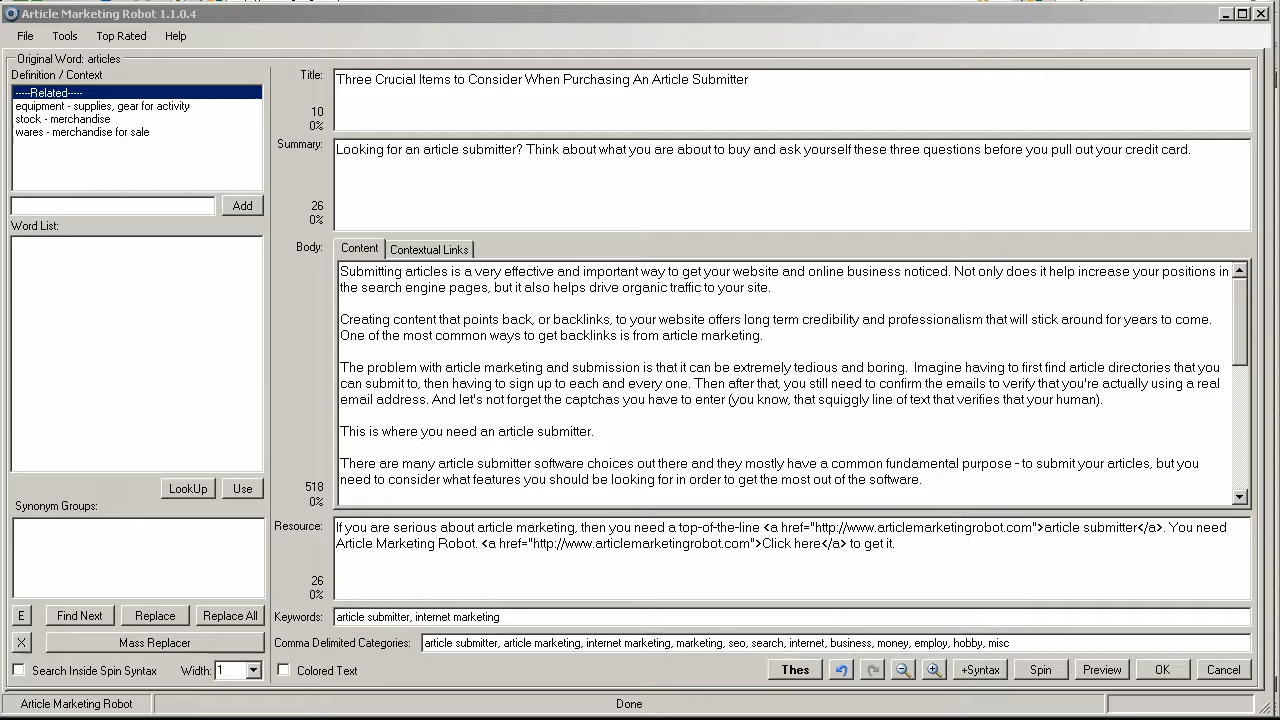 Article Marketing Robot 1.1.0.4
File Tools Top Rated Help
Original Word: articles
Definition / Context
-----Related-----
equipment - supplies, gear for activity
stock - merchandise
wares - merchandise for sale
Add
Word List:
LookUp Use
Synonym Groups:
E Find Next Replace Replace All
X Mass Replacer
Search Inside Spin Syntax Width: 1
Title:
10
0%
Three Crucial Items to Consider When Purchasing An Article Submitter
Summary:
26
0%
Looking for an article submitter? Think about what you are about to buy and ask yourself these three questions before you pull out your credit card.
Body:
Content Contextual Links
Submitting articles is a very effective and important way to get your website and online business noticed. Not only does it help increase your positions in
the search engine pages, but it also helps drive organic traffic to your site.
Creating content that points back, or backlinks, to your website offers long term credibility and professionalism that will stick around for years to come.
One of the most common ways to get backlinks is from article marketing.
The problem with article marketing and submission is that it can be extremely tedious and boring.  Imagine having to first find article directories that you
can submit to, then having to sign up to each and every one. Then after that, you still need to confirm the emails to verify that you're actually using a real
email address. And let's not forget the captchas you have to enter (you know, that squiggly line of text that verifies that your human).
This is where you need an article submitter.
There are many article submitter software choices out there and they mostly have a common fundamental purpose - to submit your articles, but you
need to consider what features you should be looking for in order to get the most out of the software.
518
0%
Resource:
26
0%
If you are serious about article marketing, then you need a top-of-the-line <a href="http://www.articlemarketingrobot.com">article submitter</a>. You need
Article Marketing Robot. <a href="http://www.articlemarketingrobot.com">Click here</a> to get it.
Keywords: article submitter, internet marketing
Comma Delimited Categories: article submitter, article marketing, internet marketing, marketing, seo, search, internet, business, money, employ, hobby, misc
Colored Text Thes +Syntax Spin Preview OK Cancel
Article Marketing Robot Done